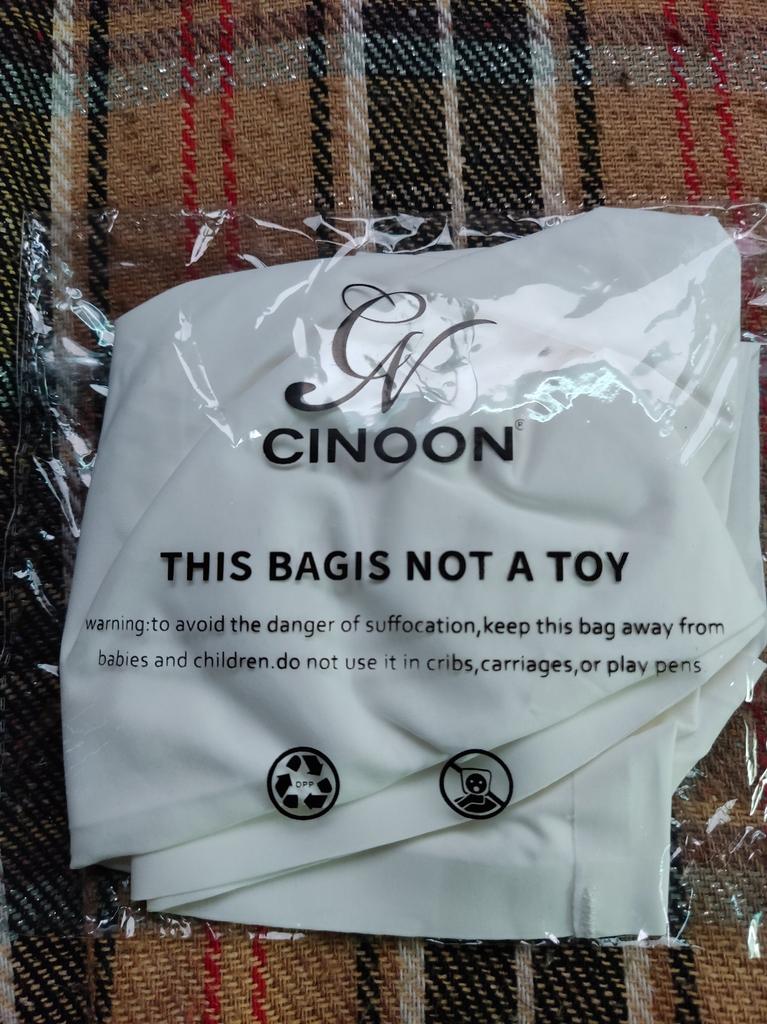 CN
CINOON®
THIS BAGIS NOT A TOY
warning:to avoid the danger of suffocation,keep this bag away from
babies and children.do not use it in cribs,carriages,or play pens
OPP